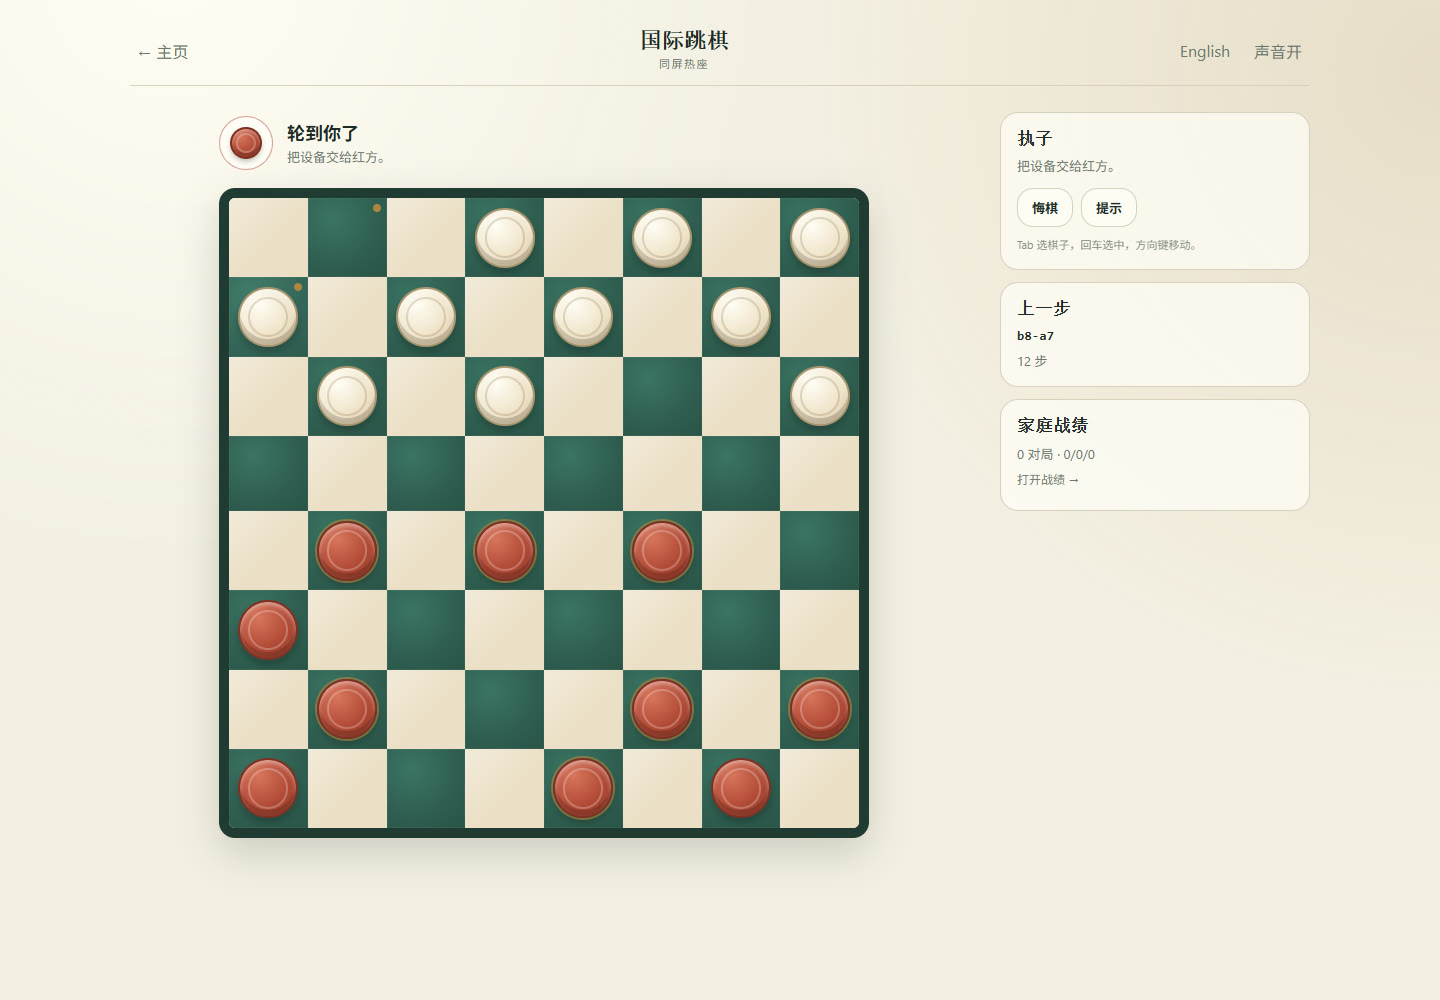 ← 主页
国际跳棋
同屏热座
English
声音开
轮到你了
把设备交给红方。
执子
把设备交给红方。
悔棋
提示
Tab 选棋子，回车选中，方向键移动。
上一步
b8-a7
12 步
家庭战绩
0 对局 · 0/0/0
打开战绩 →